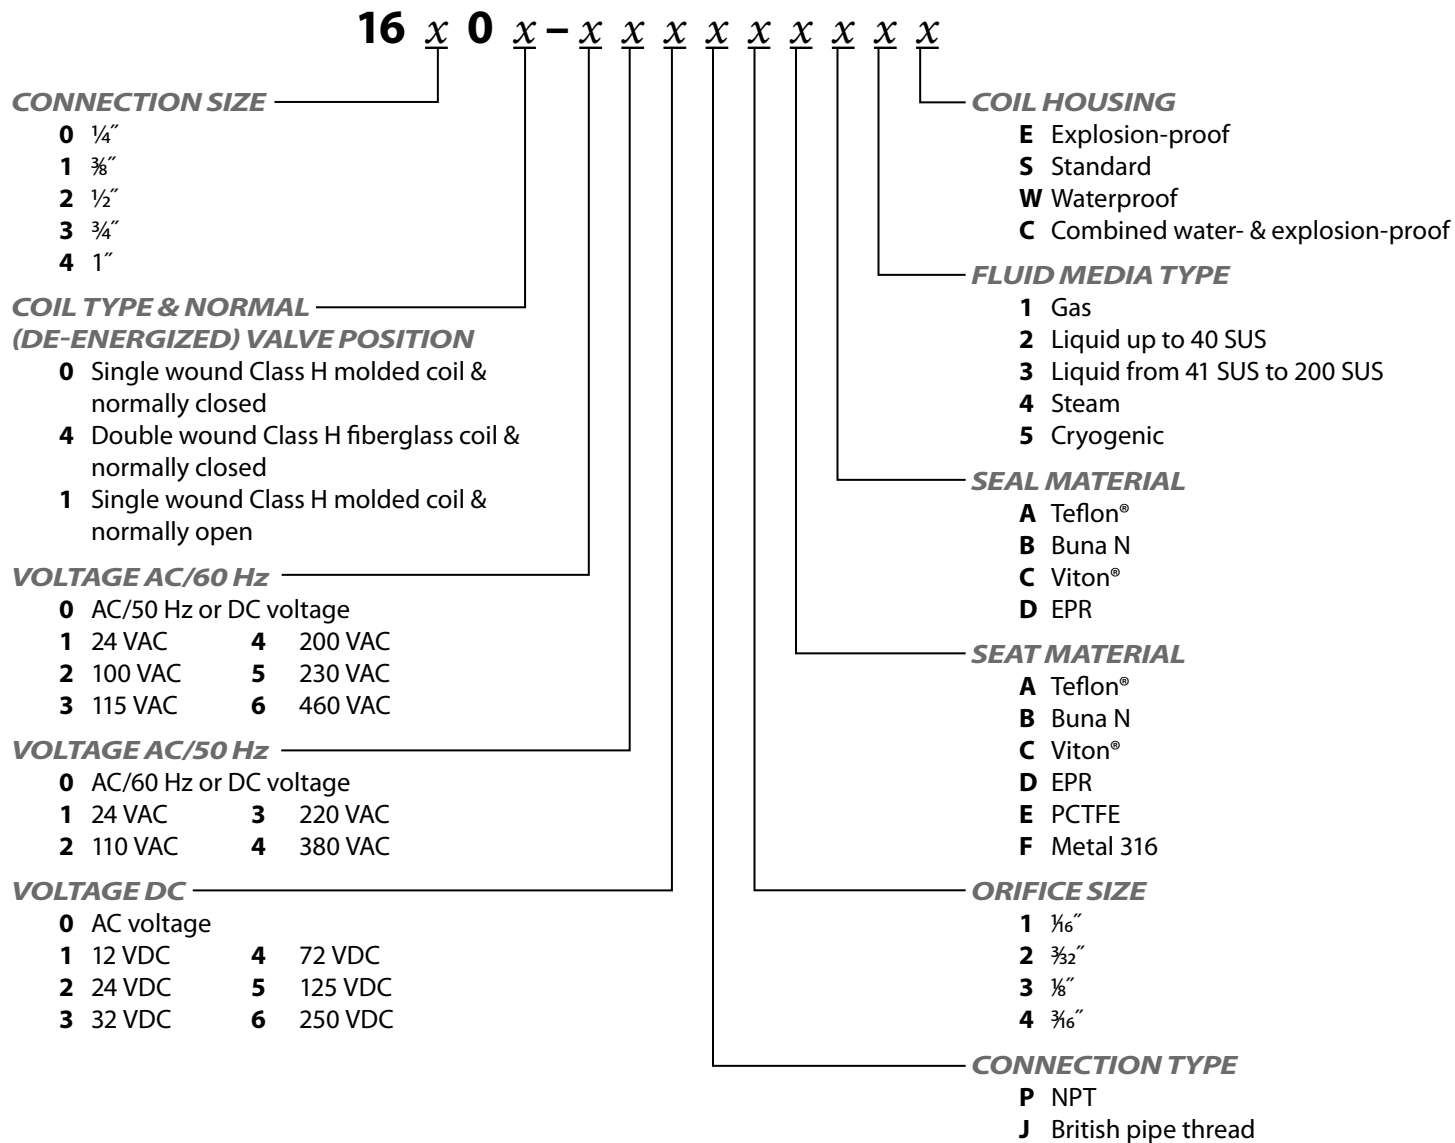 16 x 0 x – x x x x x x x x x
CONNECTION SIZE
0 ¼″
1 ⅜″
2 ½″
3 ¾″
4 1″
COIL TYPE & NORMAL
(DE-ENERGIZED) VALVE POSITION
0 Single wound Class H molded coil &
normally closed
4 Double wound Class H fiberglass coil &
normally closed
1 Single wound Class H molded coil &
normally open
VOLTAGE AC/60 Hz
0 AC/50 Hz or DC voltage
1 24 VAC 4 200 VAC
2 100 VAC 5 230 VAC
3 115 VAC 6 460 VAC
VOLTAGE AC/50 Hz
0 AC/60 Hz or DC voltage
1 24 VAC 3 220 VAC
2 110 VAC 4 380 VAC
VOLTAGE DC
0 AC voltage
1 12 VDC 4 72 VDC
2 24 VDC 5 125 VDC
3 32 VDC 6 250 VDC
COIL HOUSING
E Explosion-proof
S Standard
W Waterproof
C Combined water- & explosion-proof
FLUID MEDIA TYPE
1 Gas
2 Liquid up to 40 SUS
3 Liquid from 41 SUS to 200 SUS
4 Steam
5 Cryogenic
SEAL MATERIAL
A Teflon®
B Buna N
C Viton®
D EPR
SEAT MATERIAL
A Teflon®
B Buna N
C Viton®
D EPR
E PCTFE
F Metal 316
ORIFICE SIZE
1 1⁄16″
2 3⁄32″
3 ⅛″
4 3⁄16″
CONNECTION TYPE
P NPT
J British pipe thread